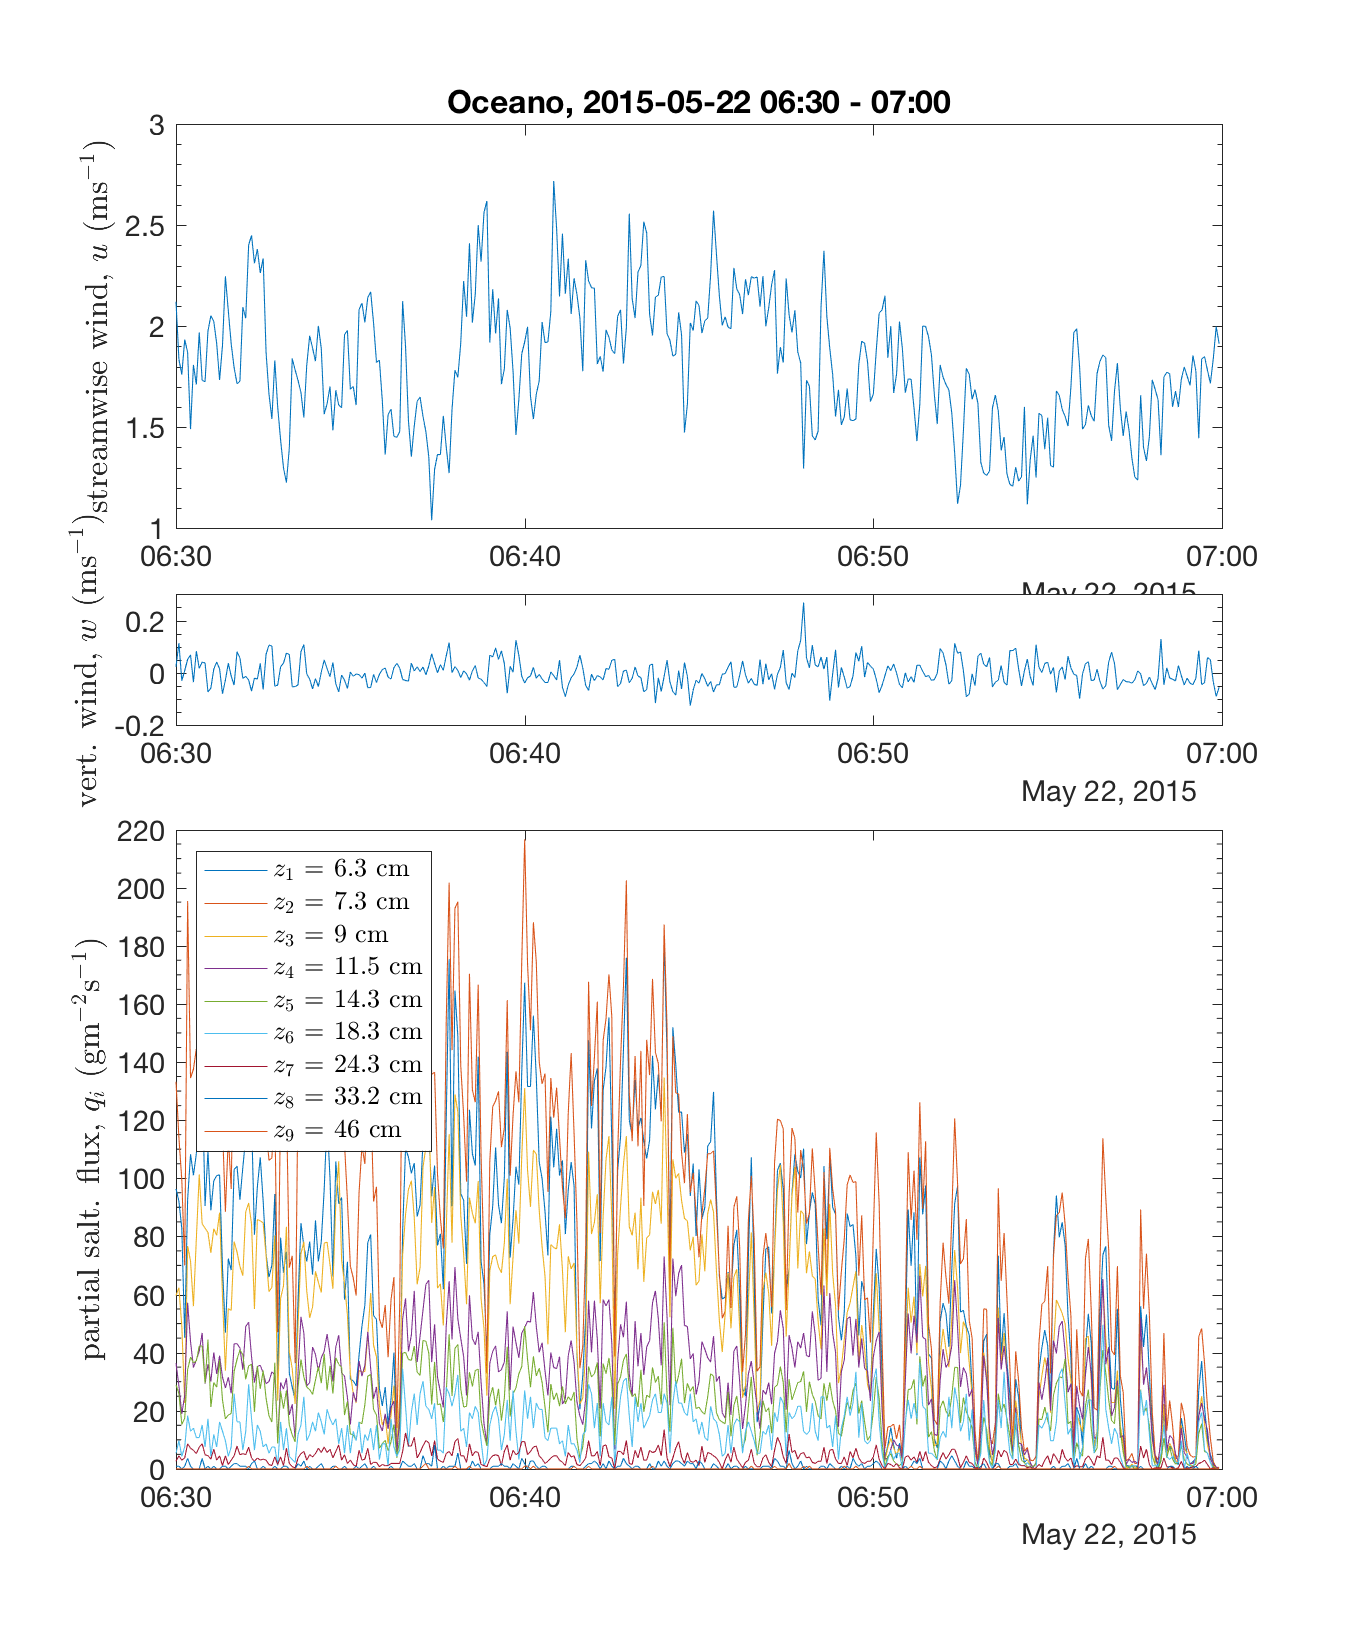 Oceano, 2015-05-22 06:30 - 07:00
streamwise wind, u (ms⁻¹)
3
2.5
2
1.5
1
06:30 06:40 06:50 07:00
May 22, 2015
vert. wind, w (ms⁻¹)
0.2
0
-0.2
06:30 06:40 06:50 07:00
May 22, 2015
partial salt. flux, qᵢ (gm⁻²s⁻¹)
220
200
180
160
140
120
100
80
60
40
20
0
z₁ = 6.3 cm
z₂ = 7.3 cm
z₃ = 9 cm
z₄ = 11.5 cm
z₅ = 14.3 cm
z₆ = 18.3 cm
z₇ = 24.3 cm
z₈ = 33.2 cm
z₉ = 46 cm
06:30 06:40 06:50 07:00
May 22, 2015